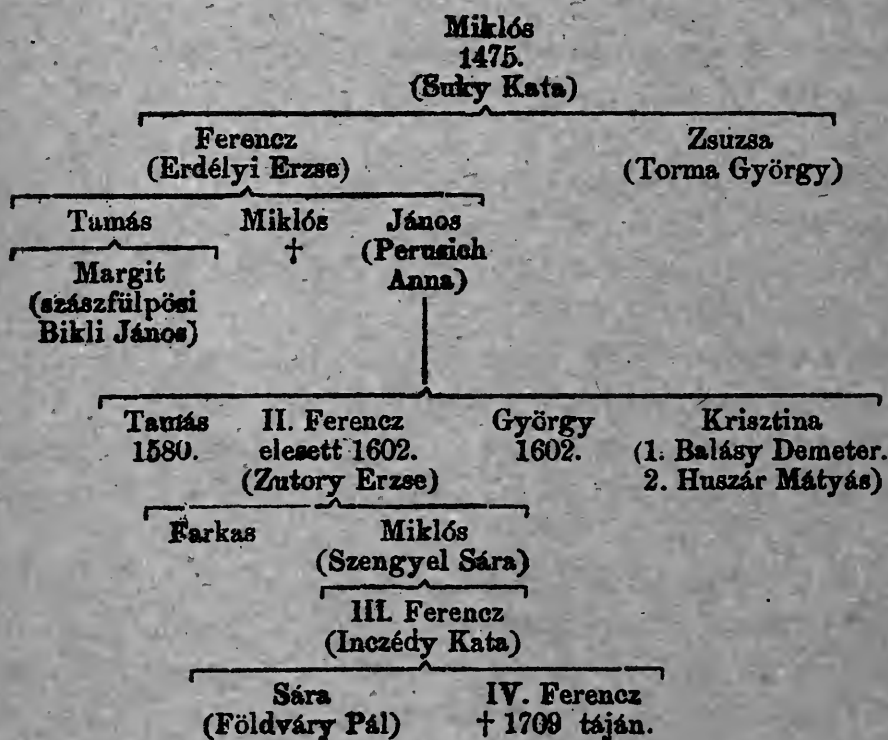 Miklós
1475.
(Suky Kata)
Ferencz Zsuzsa
(Erdélyi Erzse) (Torma György)
Tamás Miklós János
† (Perusich
Margit Anna)
(szászfülpösi
Bikli János)
Tamás II. Ferencz György Krisztina
1580. elesett 1602. 1602. (1. Balásy Demeter.
(Zutory Erzse) 2. Huszár Mátyás)
Farkas Miklós
(Szengyel Sára)
III. Ferencz
(Inczédy Kata)
Sára IV. Ferencz
(Földváry Pál) † 1709 táján.